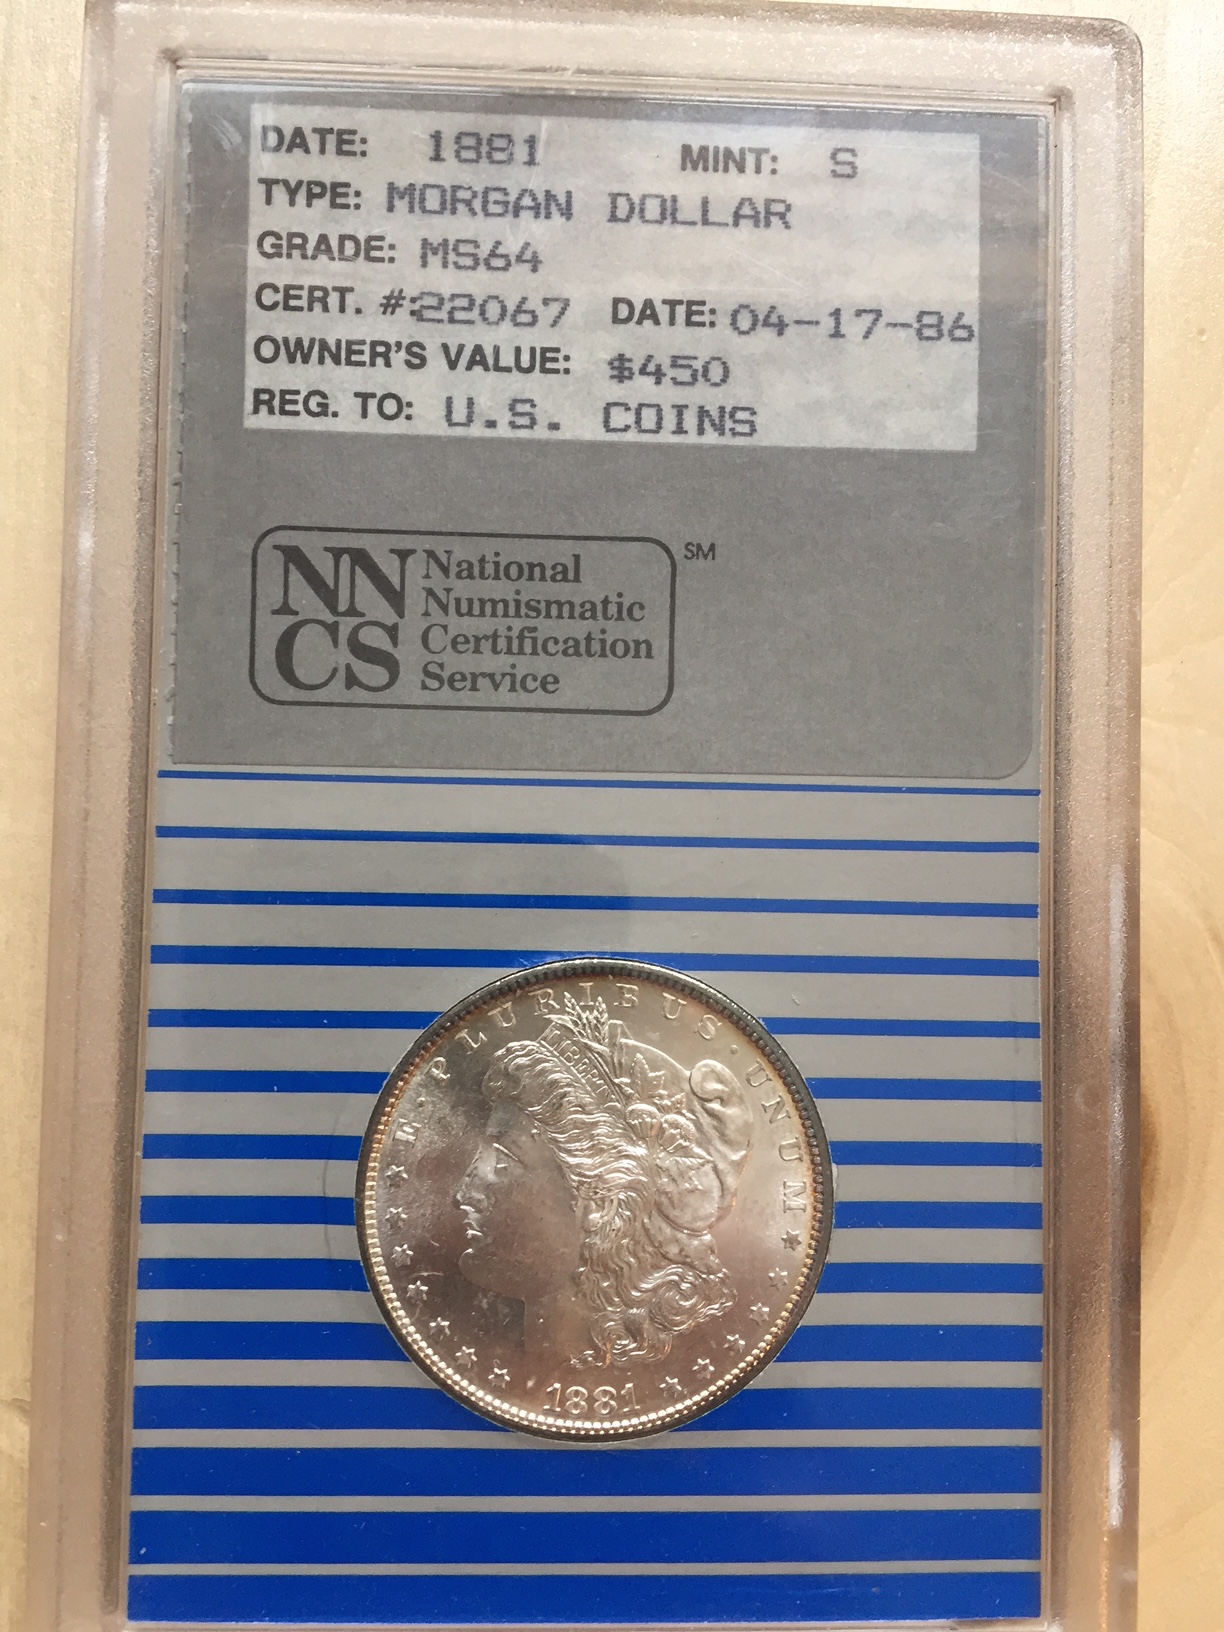 DATE: 1881 MINT: S
TYPE: MORGAN DOLLAR
GRADE: MS64
CERT. #:22067 DATE: 04-17-86
OWNER'S VALUE: $450
REG. TO: U.S. COINS
NN National SM
Numismatic
CS Certification
Service
E·PLURIBUS·UNUM
LIBERTY
1881